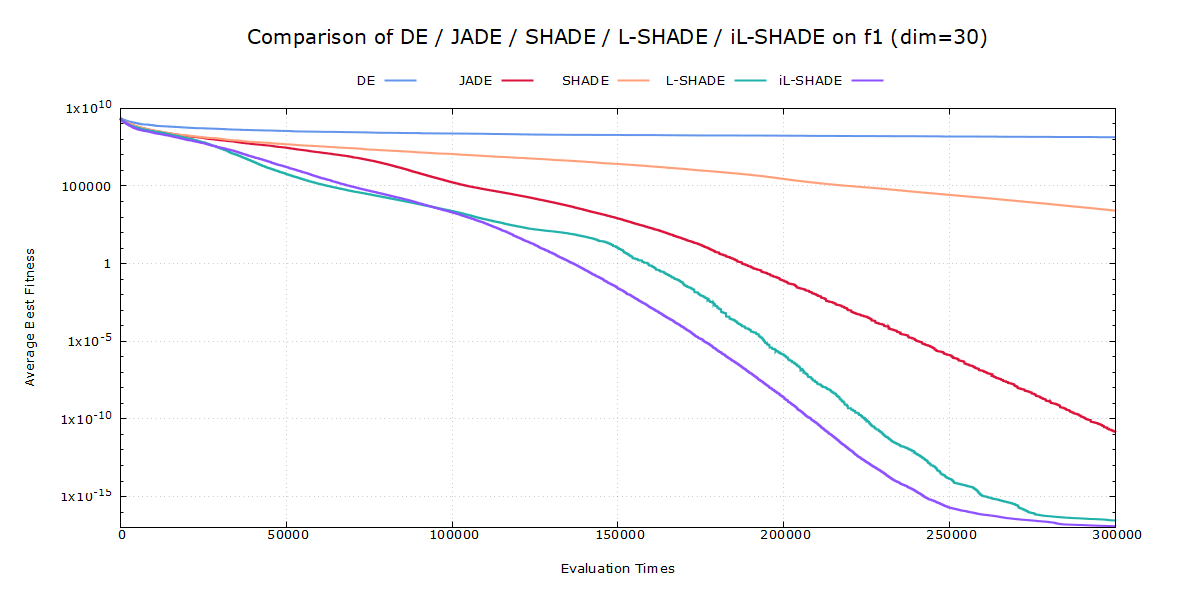 Comparison of DE / JADE / SHADE / L-SHADE / iL-SHADE on f1 (dim=30)
DE JADE SHADE L-SHADE iL-SHADE
1x10^10
100000
1
1x10^-5
1x10^-10
1x10^-15
Average Best Fitness
0 50000 100000 150000 200000 250000 300000
Evaluation Times